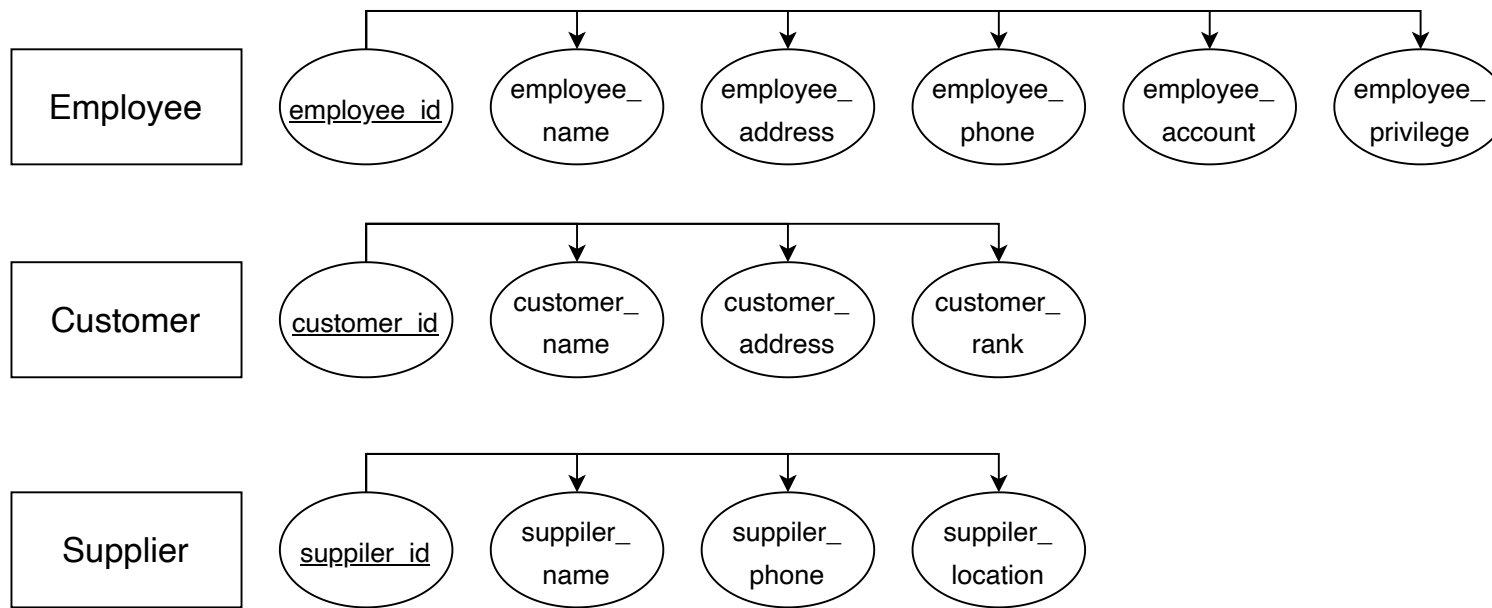 Employee
employee_id
employee_
name
employee_
address
employee_
phone
employee_
account
employee_
privilege
Customer
customer_id
customer_
name
customer_
address
customer_
rank
Supplier
suppiler_id
suppiler_
name
suppiler_
phone
suppiler_
location